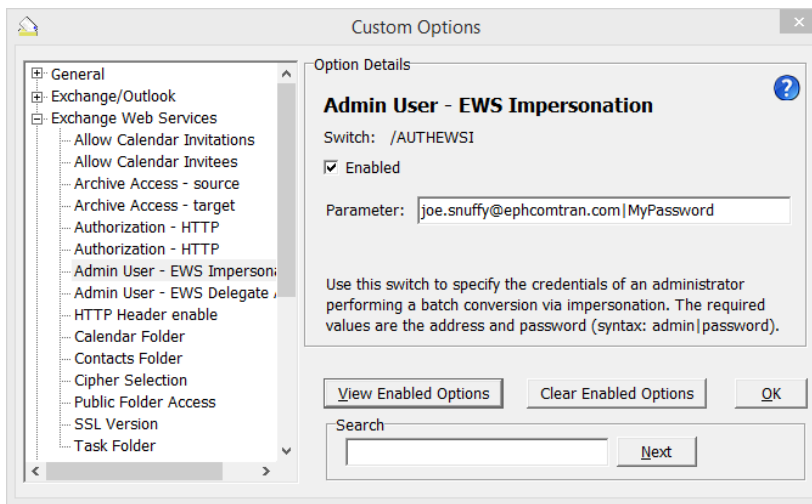 Custom Options
General
Exchange/Outlook
Exchange Web Services
Allow Calendar Invitations
Allow Calendar Invitees
Archive Access - source
Archive Access - target
Authorization - HTTP
Authorization - HTTP
Admin User - EWS Impersona
Admin User - EWS Delegate
HTTP Header enable
Calendar Folder
Contacts Folder
Cipher Selection
Public Folder Access
SSL Version
Task Folder
Option Details
Admin User - EWS Impersonation
Switch: /AUTHEWSI
Enabled
Parameter: joe.snuffy@ephcomtran.com|MyPassword
Use this switch to specify the credentials of an administrator
performing a batch conversion via impersonation. The required
values are the address and password (syntax: admin|password).
View Enabled Options Clear Enabled Options OK
Search
Next